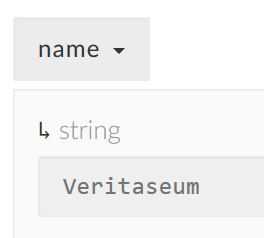 name
↳ string
Veritaseum